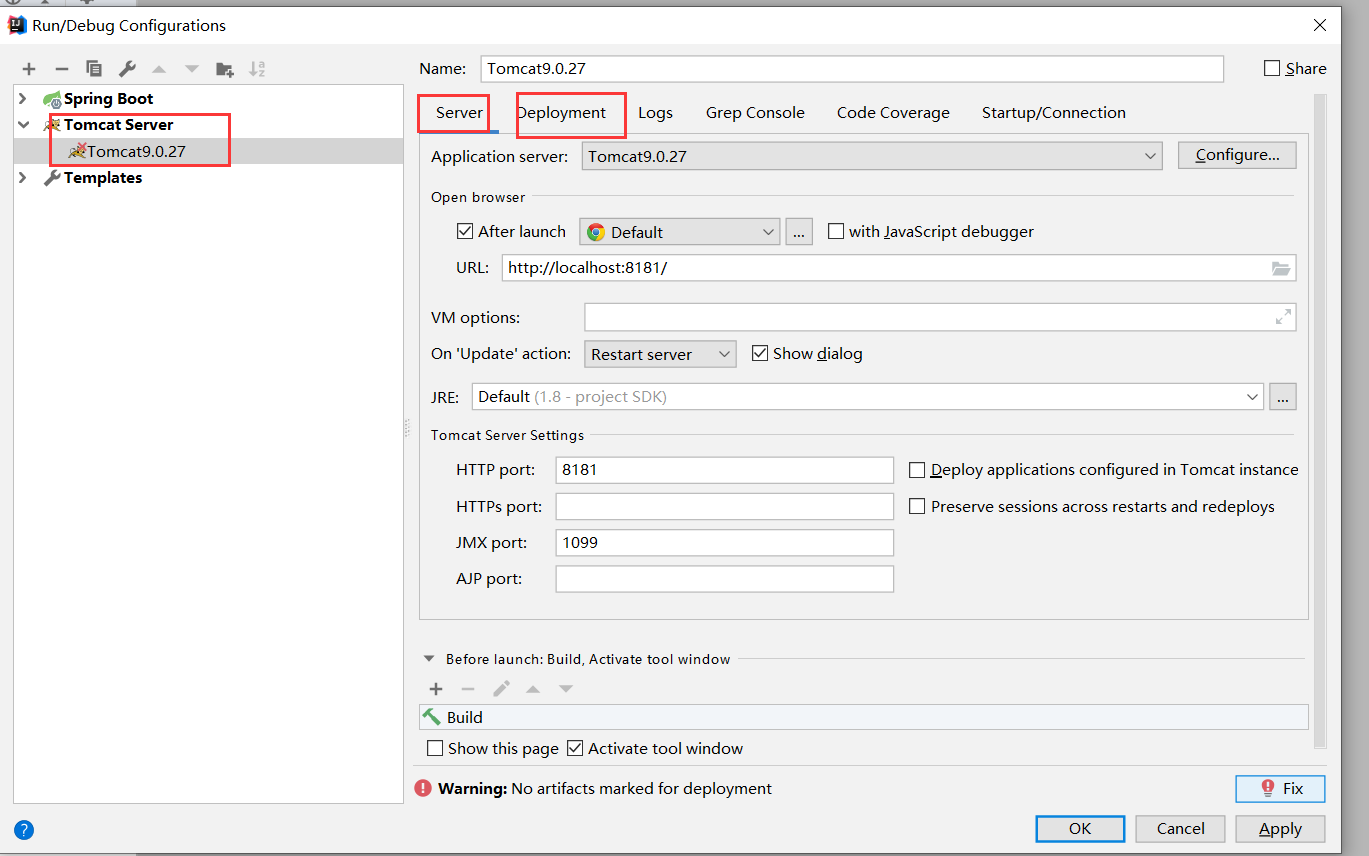 Run/Debug Configurations
Name: Tomcat9.0.27 Share
Spring Boot
Tomcat Server
Tomcat9.0.27
Templates
Server Deployment Logs Grep Console Code Coverage Startup/Connection
Application server: Tomcat9.0.27 Configure...
Open browser
After launch Default ... with JavaScript debugger
URL: http://localhost:8181/
VM options:
On 'Update' action: Restart server Show dialog
JRE: Default (1.8 - project SDK) ...
Tomcat Server Settings
HTTP port: 8181 Deploy applications configured in Tomcat instance
HTTPs port: Preserve sessions across restarts and redeploys
JMX port: 1099
AJP port:
Before launch: Build, Activate tool window
Build
Show this page Activate tool window
Warning: No artifacts marked for deployment Fix
? OK Cancel Apply